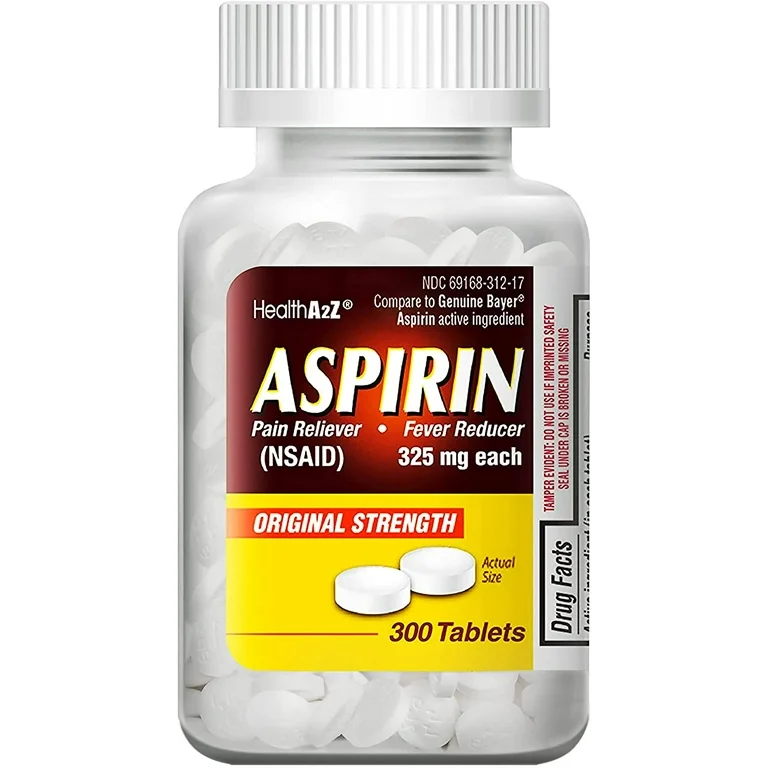 NDC 69168-312-17
HealthA2Z®
Compare to Genuine Bayer®
Aspirin active ingredient
ASPIRIN
Pain Reliever • Fever Reducer
(NSAID) 325 mg each
ORIGINAL STRENGTH
Actual
Size
300 Tablets
TAMPER EVIDENT: DO NOT USE IF IMPRINTED SAFETY
SEAL UNDER CAP IS BROKEN OR MISSING
Drug Facts